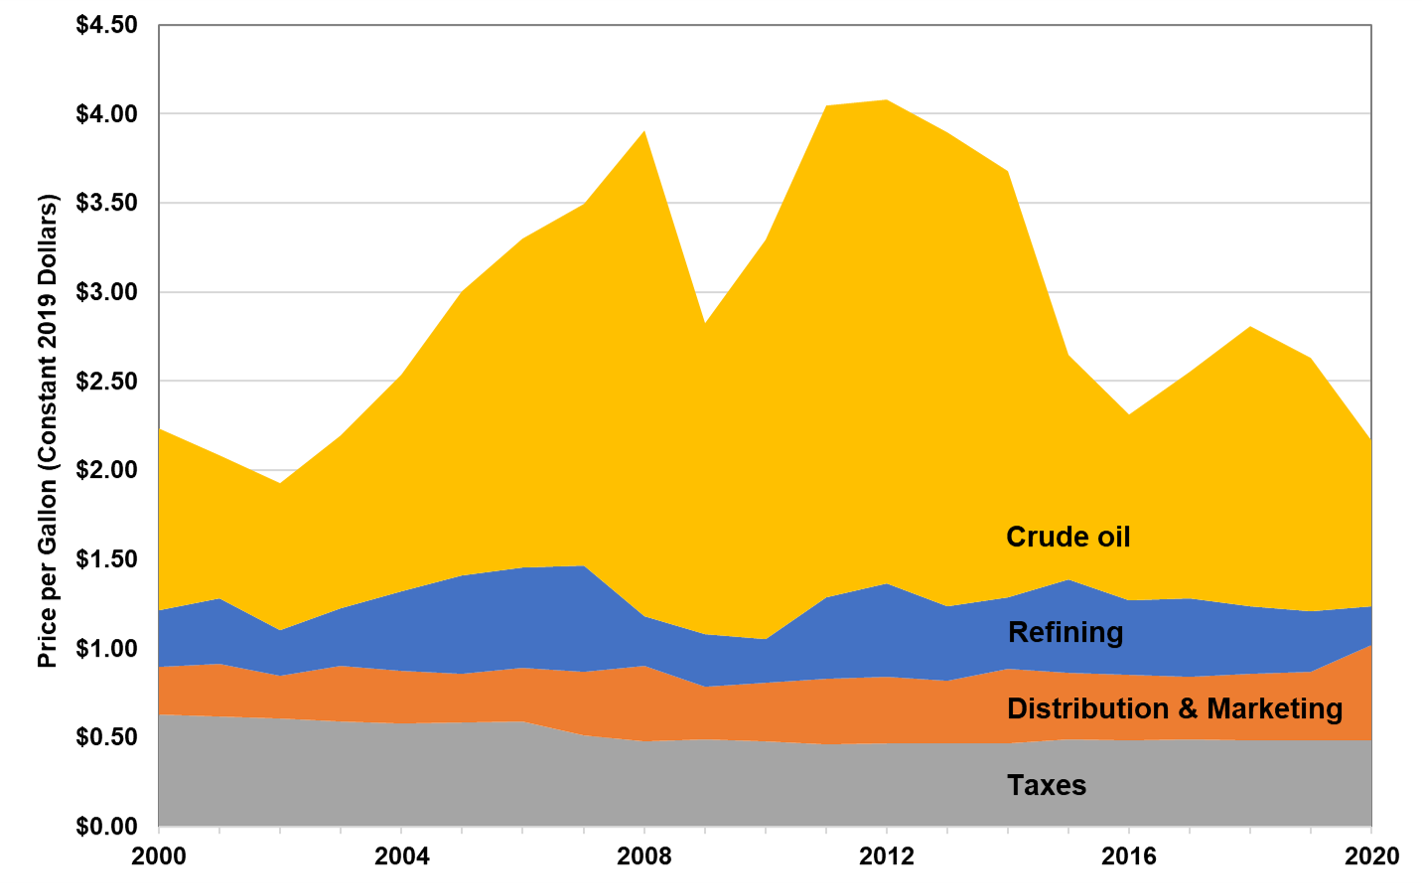 $4.50
$4.00
$3.50
$3.00
$2.50
$2.00
$1.50
$1.00
$0.50
$0.00
Price per Gallon (Constant 2019 Dollars)
Crude oil
Refining
Distribution & Marketing
Taxes
2000 2004 2008 2012 2016 2020